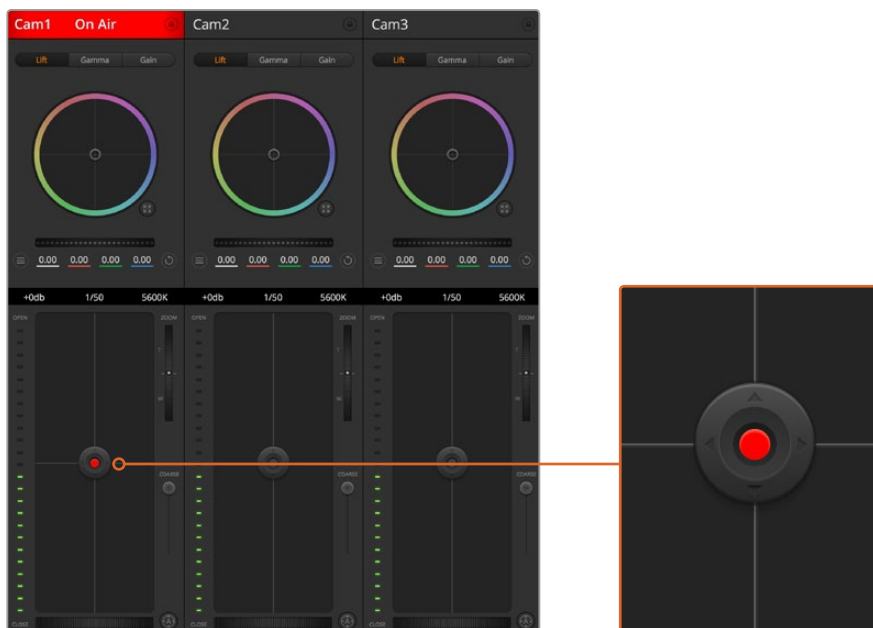 Cam1 On Air Cam2 Cam3
Lift Gamma Gain Lift Gamma Gain Lift Gamma Gain
0.00 0.00 0.00 0.00 0.00 0.00 0.00 0.00 0.00 0.00 0.00 0.00
+0db 1/50 5600K +0db 1/50 5600K +0db 1/50 5600K
OPEN ZOOM OPEN ZOOM OPEN ZOOM
T T T
W W W
COARSE COARSE COARSE
CLOSE CLOSE CLOSE